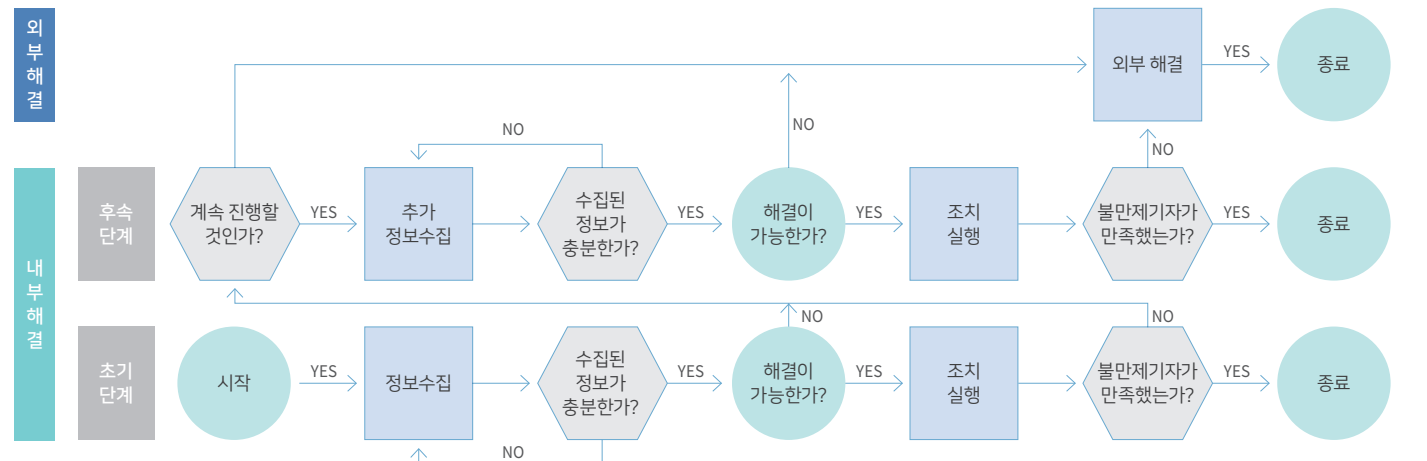 외부해결
YES
외부 해결
종료
NO
NO
NO
내부해결
후속
단계
계속 진행할
것인가?
YES
추가
정보수집
수집된
정보가
충분한가?
YES
해결이
가능한가?
YES
조치
실행
불만제기자가
만족했는가?
YES
종료
NO
NO
초기
단계
시작
YES
정보수집
수집된
정보가
충분한가?
YES
해결이
가능한가?
YES
조치
실행
불만제기자가
만족했는가?
YES
종료
NO